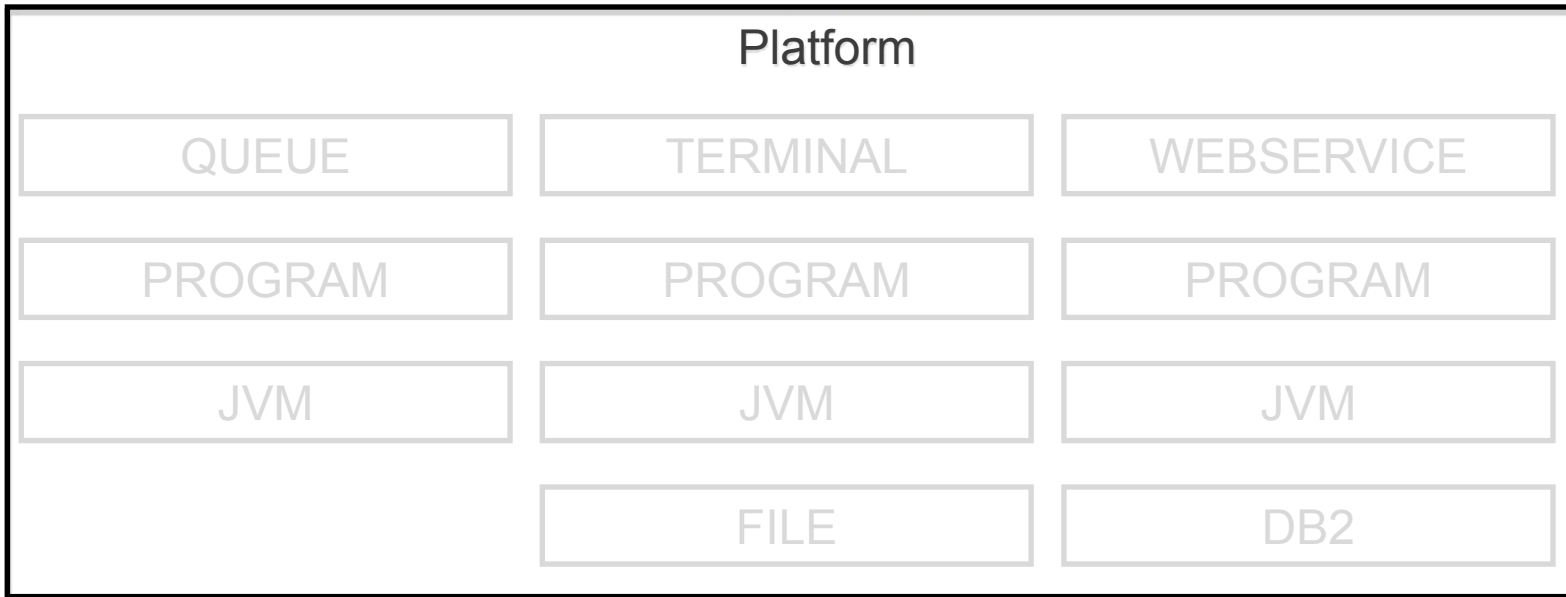 Platform
QUEUE TERMINAL WEBSERVICE
PROGRAM PROGRAM PROGRAM
JVM JVM JVM
FILE DB2